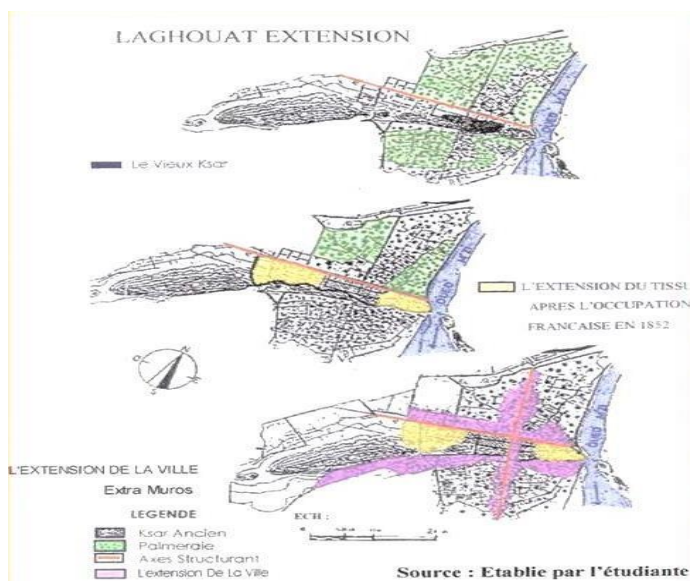 LAGHOUAT EXTENSION
Le Vieux Ksar
L'EXTENSION DU TISSU
APRES L'OCCUPATION
FRANCAISE EN 1852
L'EXTENSION DE LA VILLE
Extra Muros
LEGENDE
ECH :
Ksar Ancien
Palmeraie
Axes Structurant
L'extension De La Ville
Source : Etablie par l'étudiante